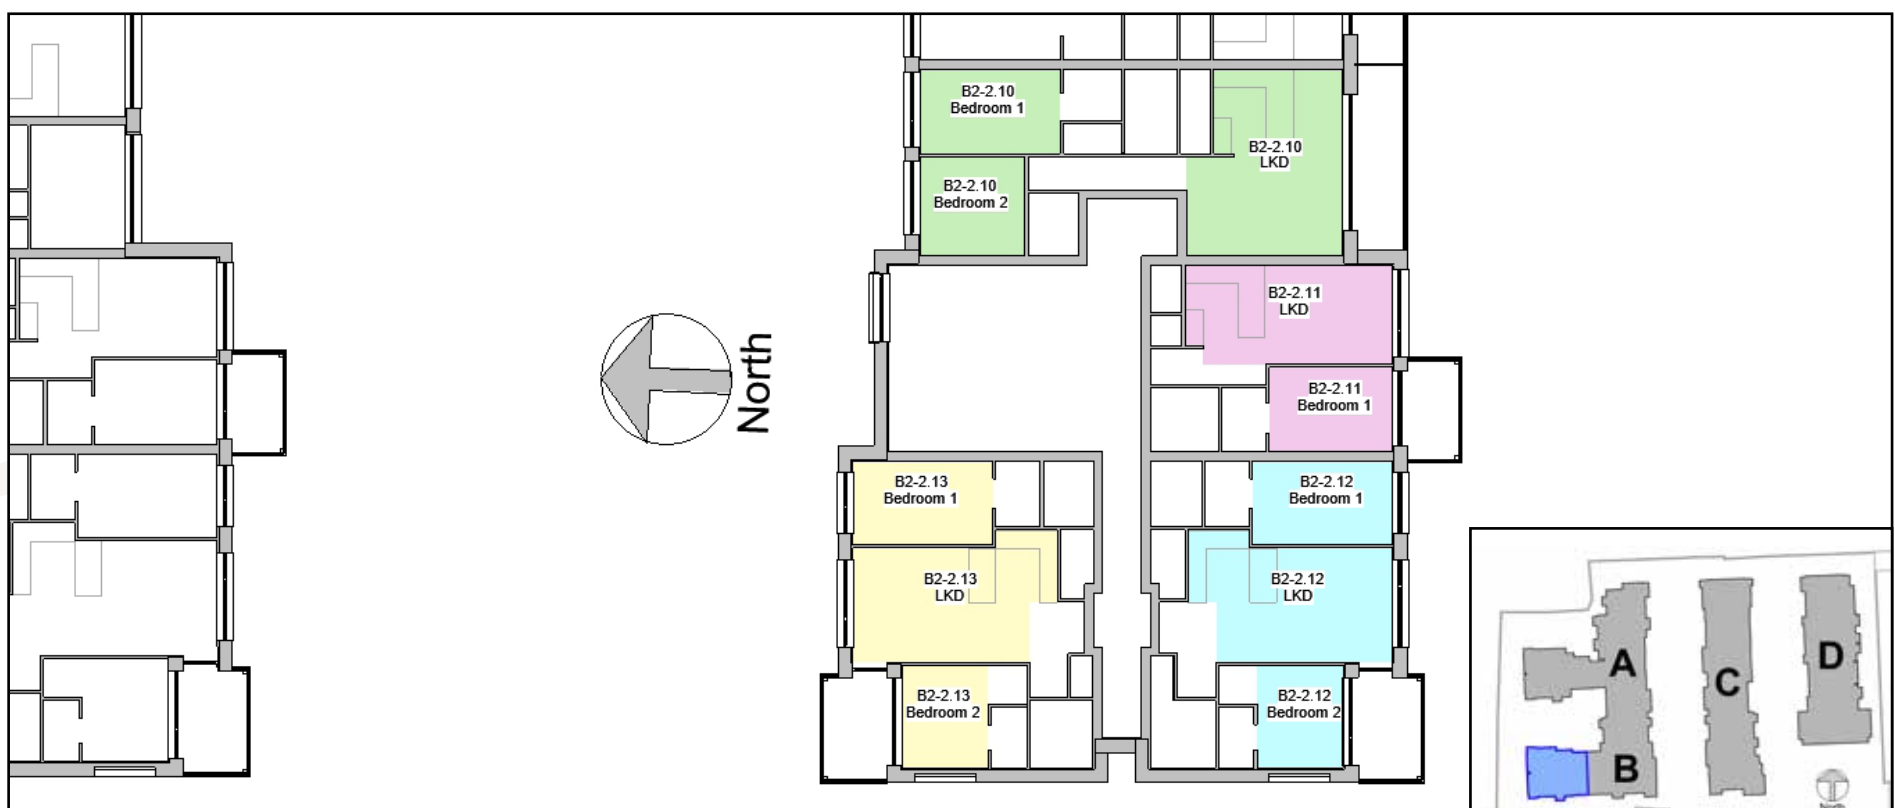 B2-2.10
Bedroom 1
B2-2.10
LKD
B2-2.10
Bedroom 2
B2-2.11
LKD
B2-2.11
Bedroom 1
North
B2-2.13
Bedroom 1
B2-2.12
Bedroom 1
B2-2.13
LKD
B2-2.12
LKD
B2-2.13
Bedroom 2
B2-2.12
Bedroom 2
A
C
D
B